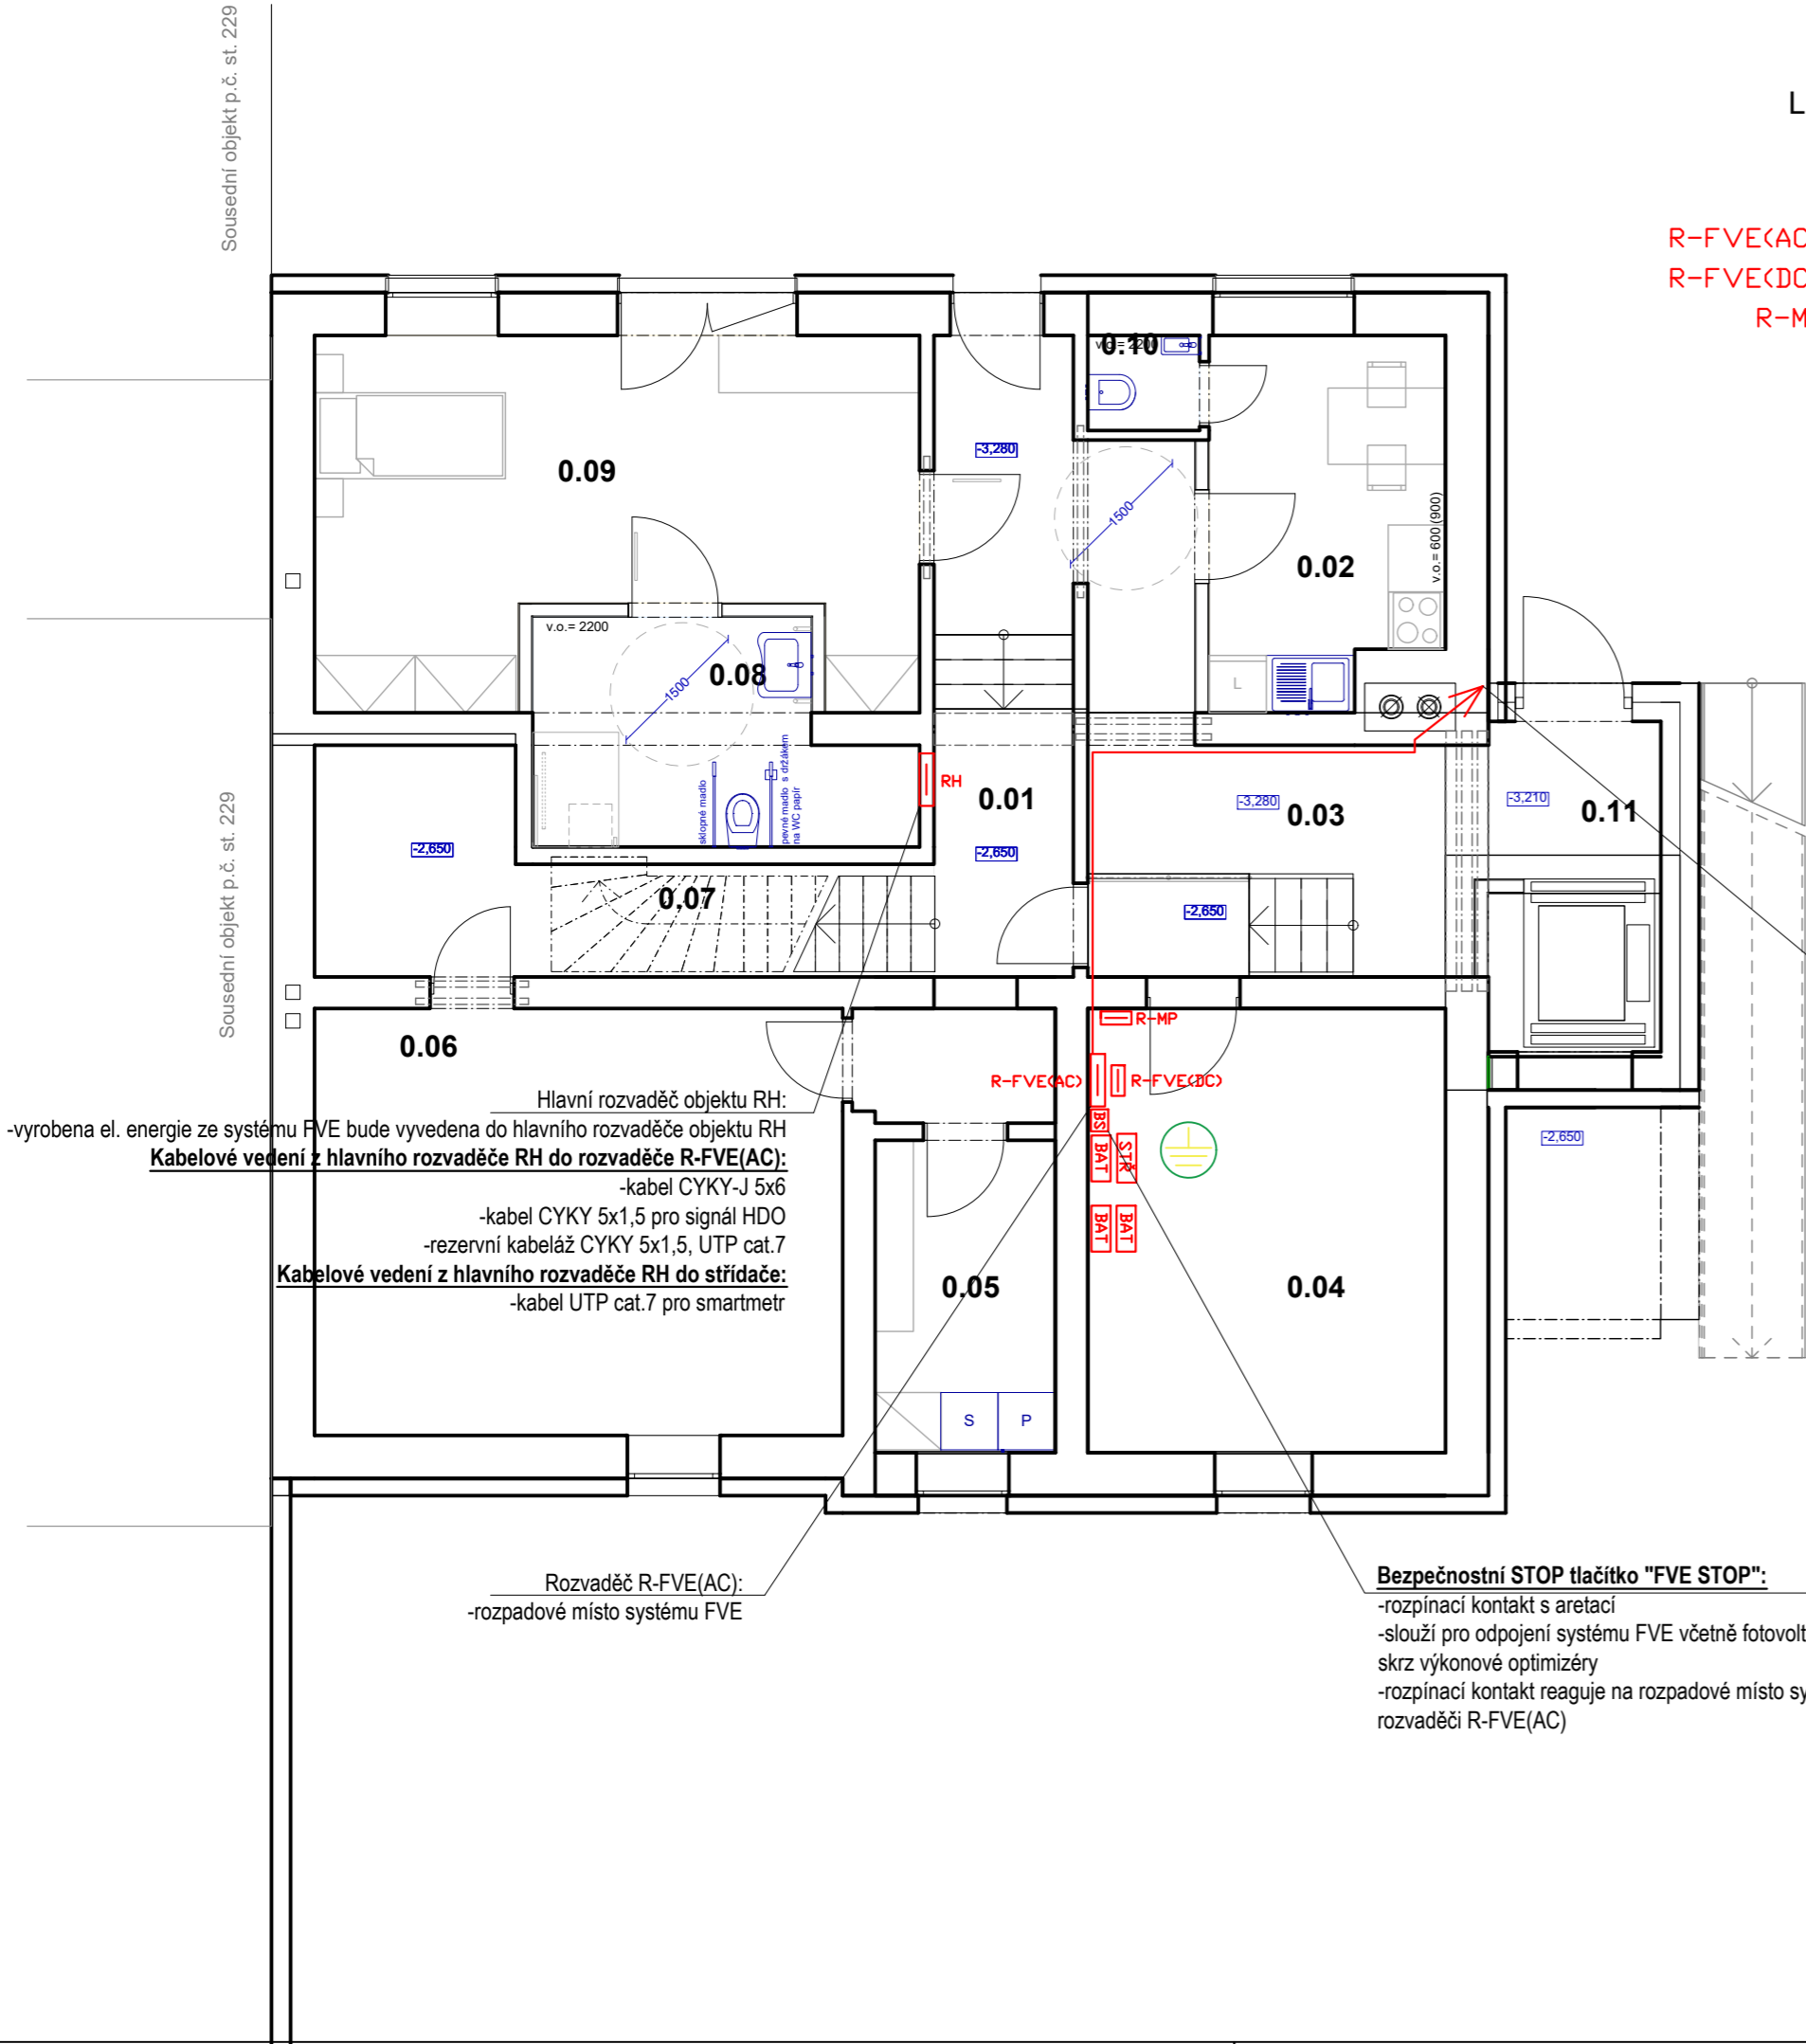 Sousední objekt p.č. st. 229
L
R-FVE(AC
R-FVE(DC
R-M
0.10
-3,280
0.09
1500
0.02
v.o.= 600 (900)
v.o.= 2200
0.08
1500
L
sklopné madlo
pevné madlo s držákem
na WC papír
RH
0.01
-3,280
0.03
-3,210
0.11
Sousední objekt p.č. st. 229
-2,650
-2,650
0.07
-2,650
R-MP
0.06
R-FVE(AC)
R-FVE(DC)
BS
BAT
STŘ
BAT
BAT
-2,650
Hlavní rozvaděč objektu RH:
-vyrobena el. energie ze systému FVE bude vyvedena do hlavního rozvaděče objektu RH
Kabelové vedení z hlavního rozvaděče RH do rozvaděče R-FVE(AC):
-kabel CYKY-J 5x6
-kabel CYKY 5x1,5 pro signál HDO
-rezervní kabeláž CYKY 5x1,5, UTP cat.7
Kabelové vedení z hlavního rozvaděče RH do střídače:
-kabel UTP cat.7 pro smartmetr
0.05
0.04
S
P
Rozvaděč R-FVE(AC):
-rozpadové místo systému FVE
Bezpečnostní STOP tlačítko "FVE STOP":
-rozpínací kontakt s aretací
-slouží pro odpojení systému FVE včetně fotovolt
skrz výkonové optimizéry
-rozpínací kontakt reaguje na rozpadové místo sy
rozvaděči R-FVE(AC)